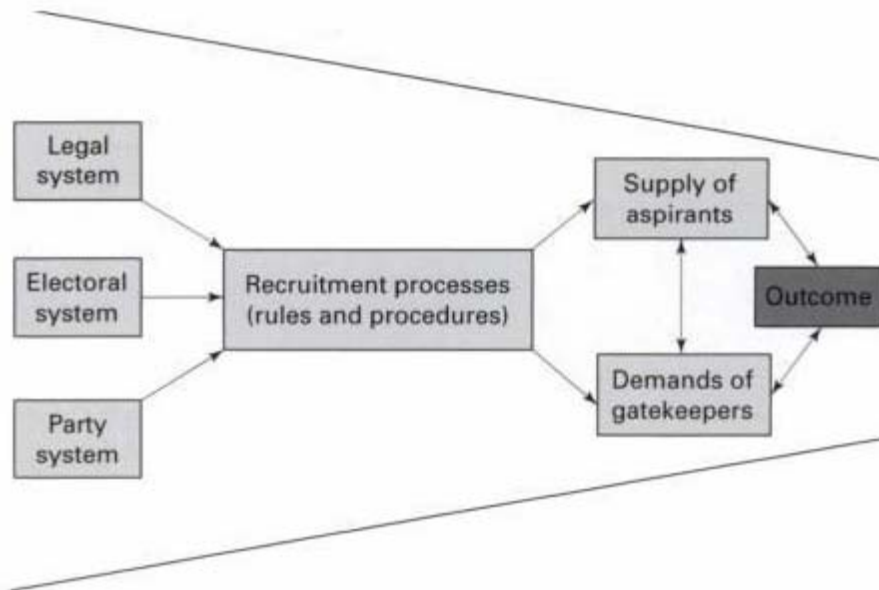 Legal
system
Electoral
system
Party
system
Recruitment processes
(rules and procedures)
Supply of
aspirants
Demands of
gatekeepers
Outcome